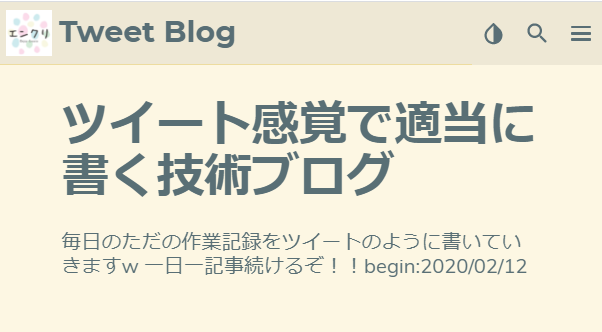 エンクリ
Tweet Blog
ツイート感覚で適当に
書く技術ブログ
毎日のただの作業記録をツイートのように書いてい
きますw 一日一記事続けるぞ！！begin:2020/02/12